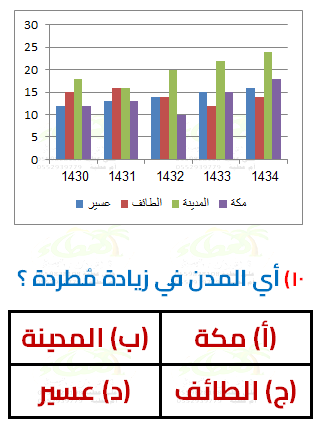 30
25
20
15
10
5
0
1430 1431 1432 1433 1434
عسير الطائف المدينة مكة
١٠) أي المدن في زيادة مُطردة ؟
(أ) مكة (ب) المدينة
(ج) الطائف (د) عسير